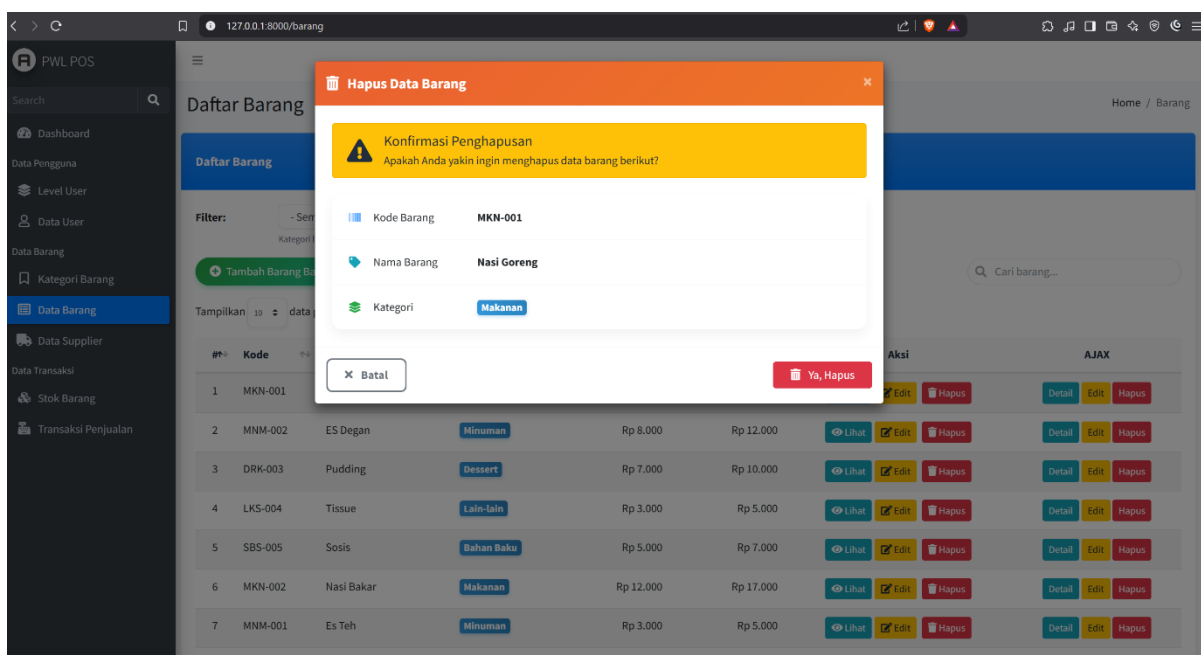 127.0.0.1:8000/barang
PWL POS
Search
Dashboard
Data Pengguna
Level User
Data User
Data Barang
Kategori Barang
Data Barang
Data Supplier
Data Transaksi
Stok Barang
Transaksi Penjualan
Daftar Barang
Home / Barang
Daftar Barang
Filter:
- Sem
Kategori
Tambah Barang Ba
Cari barang...
Tampilkan 10 data
Hapus Data Barang ×
Konfirmasi Penghapusan
Apakah Anda yakin ingin menghapus data barang berikut?
Kode Barang MKN-001
Nama Barang Nasi Goreng
Kategori Makanan
× Batal
Ya, Hapus
# Kode Aksi AJAX
1 MKN-001 Edit Hapus Detail Edit Hapus
2 MNM-002 ES Degan Minuman Rp 8.000 Rp 12.000 Lihat Edit Hapus Detail Edit Hapus
3 DRK-003 Pudding Dessert Rp 7.000 Rp 10.000 Lihat Edit Hapus Detail Edit Hapus
4 LKS-004 Tissue Lain-lain Rp 3.000 Rp 5.000 Lihat Edit Hapus Detail Edit Hapus
5 SBS-005 Sosis Bahan Baku Rp 5.000 Rp 7.000 Lihat Edit Hapus Detail Edit Hapus
6 MKN-002 Nasi Bakar Makanan Rp 12.000 Rp 17.000 Lihat Edit Hapus Detail Edit Hapus
7 MNM-001 Es Teh Minuman Rp 3.000 Rp 5.000 Lihat Edit Hapus Detail Edit Hapus